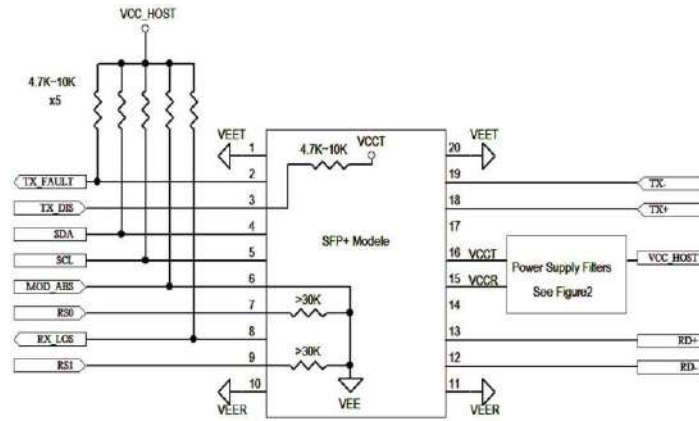 VCC_HOST
4.7K~10K
x5
VEET
1
4.7K~10K
VCCT
20
VEET
TX_FAULT
2
19
TX-
TX_DIS
3
18
TX+
SDA
4
17
SFP+ Modele
SCL
5
16
VCCT
Power Supply Filters
See Figure2
VCC_HOST
MOD_ABS
6
15
VCCR
RS0
7
>30K
14
RX_LOS
8
13
RD+
RS1
9
>30K
12
RD-
10
VEER
VEE
11
VEER